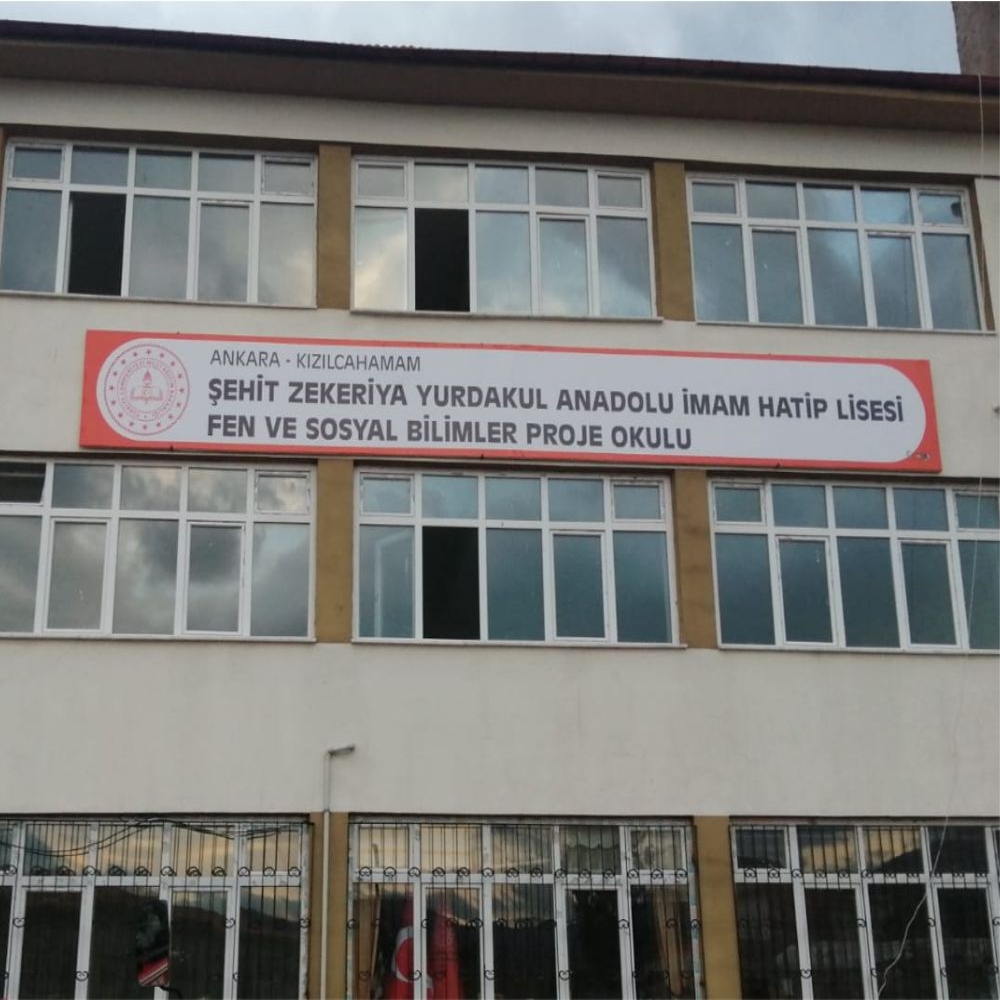 ANKARA - KIZILCAHAMAM
ŞEHİT ZEKERİYA YURDAKUL ANADOLU İMAM HATİP LİSESİ
FEN VE SOSYAL BİLİMLER PROJE OKULU